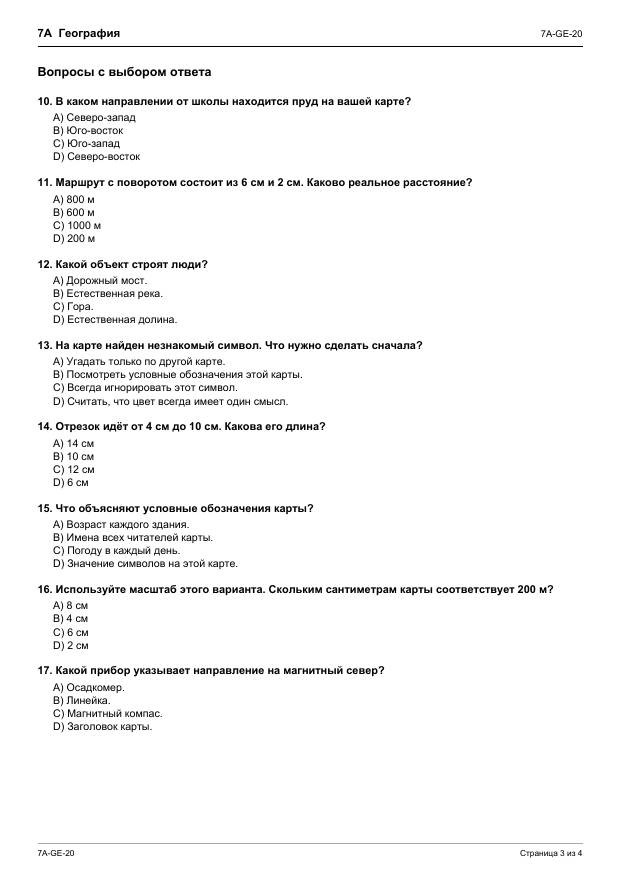 7A География
7A-GE-20
Вопросы с выбором ответа
10. В каком направлении от школы находится пруд на вашей карте?
A) Северо-запад
B) Юго-восток
C) Юго-запад
D) Северо-восток
11. Маршрут с поворотом состоит из 6 см и 2 см. Каково реальное расстояние?
A) 800 м
B) 600 м
C) 1000 м
D) 200 м
12. Какой объект строят люди?
A) Дорожный мост.
B) Естественная река.
C) Гора.
D) Естественная долина.
13. На карте найден незнакомый символ. Что нужно сделать сначала?
A) Угадать только по другой карте.
B) Посмотреть условные обозначения этой карты.
C) Всегда игнорировать этот символ.
D) Считать, что цвет всегда имеет один смысл.
14. Отрезок идёт от 4 см до 10 см. Какова его длина?
A) 14 см
B) 10 см
C) 12 см
D) 6 см
15. Что объясняют условные обозначения карты?
A) Возраст каждого здания.
B) Имена всех читателей карты.
C) Погоду в каждый день.
D) Значение символов на этой карте.
16. Используйте масштаб этого варианта. Скольким сантиметрам карты соответствует 200 м?
A) 8 см
B) 4 см
C) 6 см
D) 2 см
17. Какой прибор указывает направление на магнитный север?
A) Осадкомер.
B) Линейка.
C) Магнитный компас.
D) Заголовок карты.
7A-GE-20
Страница 3 из 4